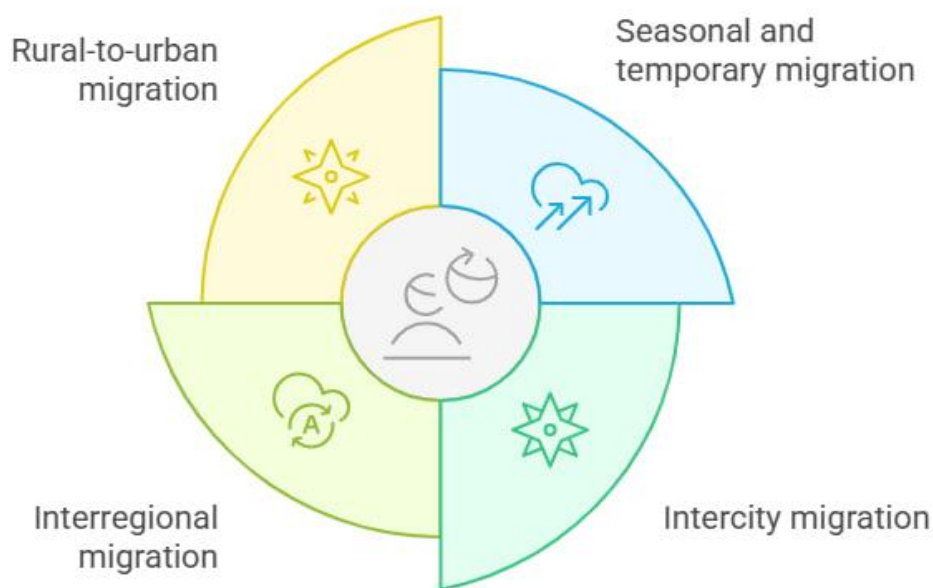 Rural-to-urban
migration
Seasonal and
temporary migration
A
Interregional
migration
Intercity migration